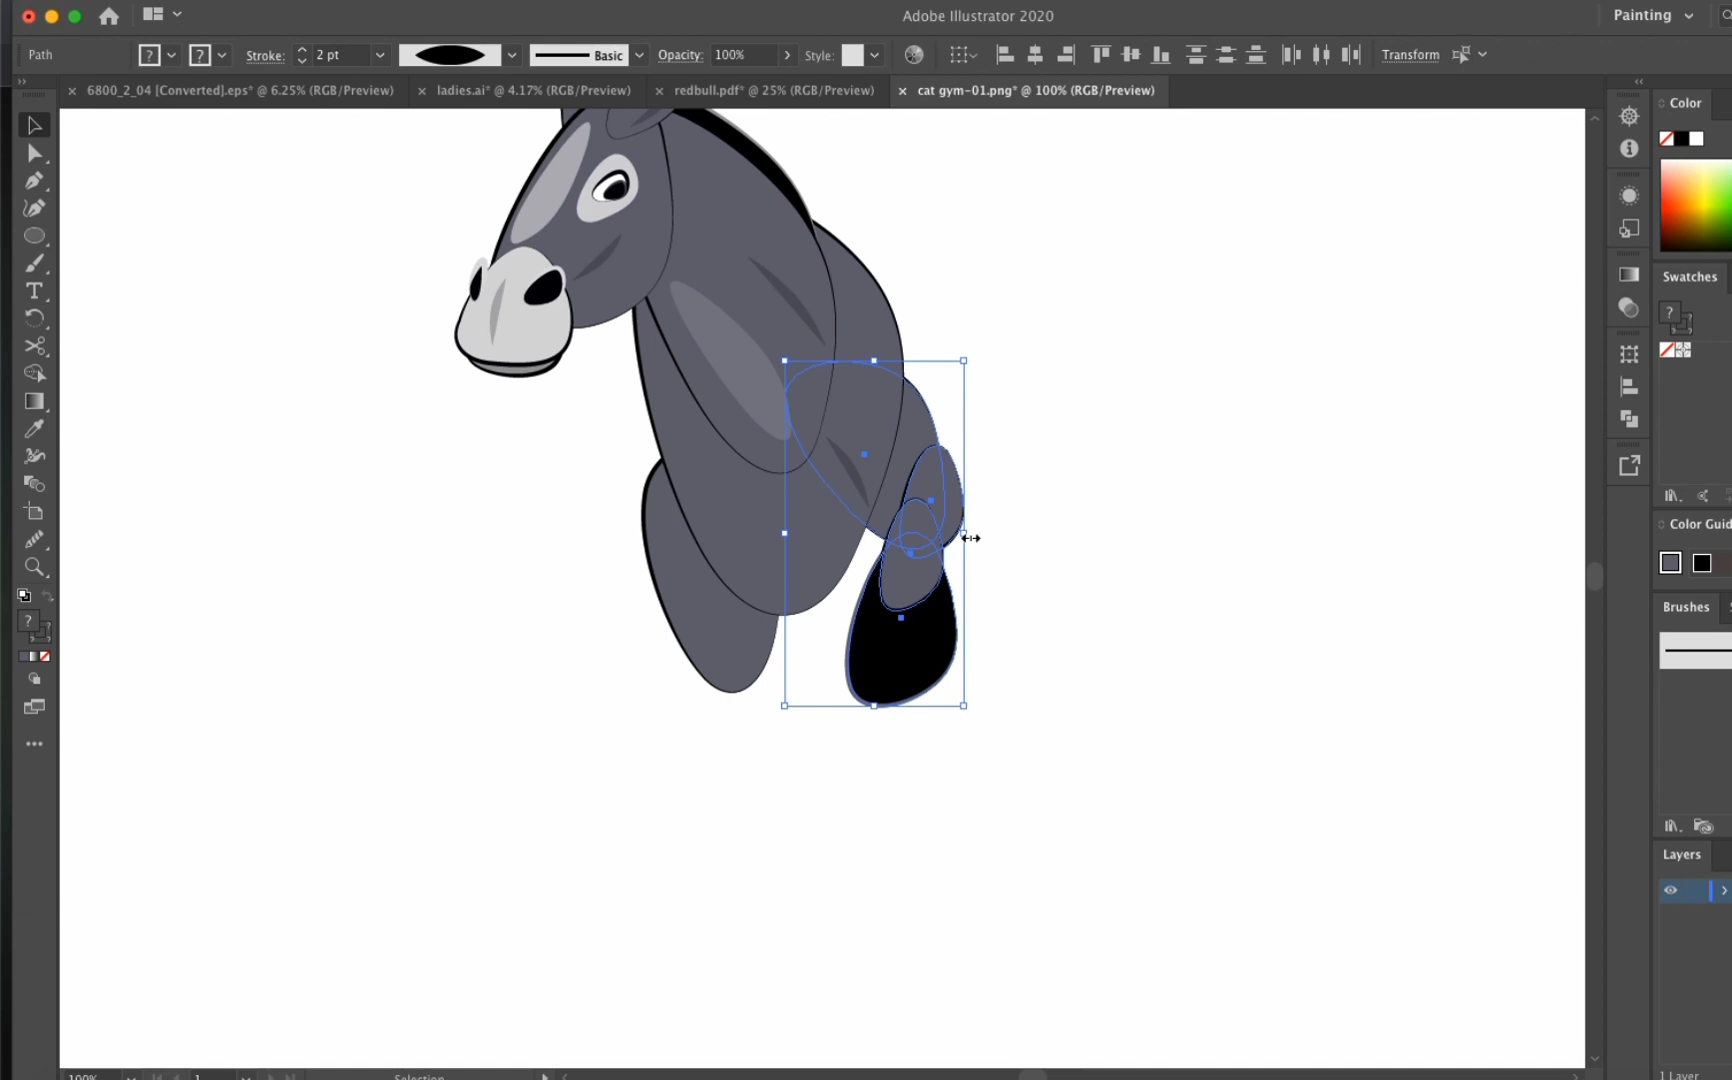 Adobe Illustrator 2020
Painting
Path
?
?
Stroke:
2 pt
Basic
Opacity:
100%
Style:
Transform
6800_2_04 [Converted].eps* @ 6.25% (RGB/Preview)
ladies.ai* @ 4.17% (RGB/Preview)
redbull.pdf* @ 25% (RGB/Preview)
cat gym-01.png* @ 100% (RGB/Preview)
Color
Swatches
?
Color Guid
Brushes
Layers
?
100%
1
Selection
1 Layer